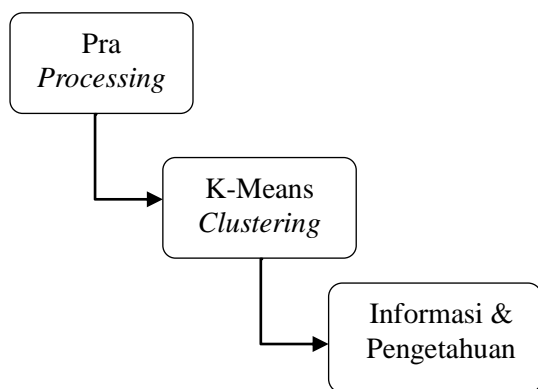 Pra
Processing
K-Means
Clustering
Informasi &
Pengetahuan